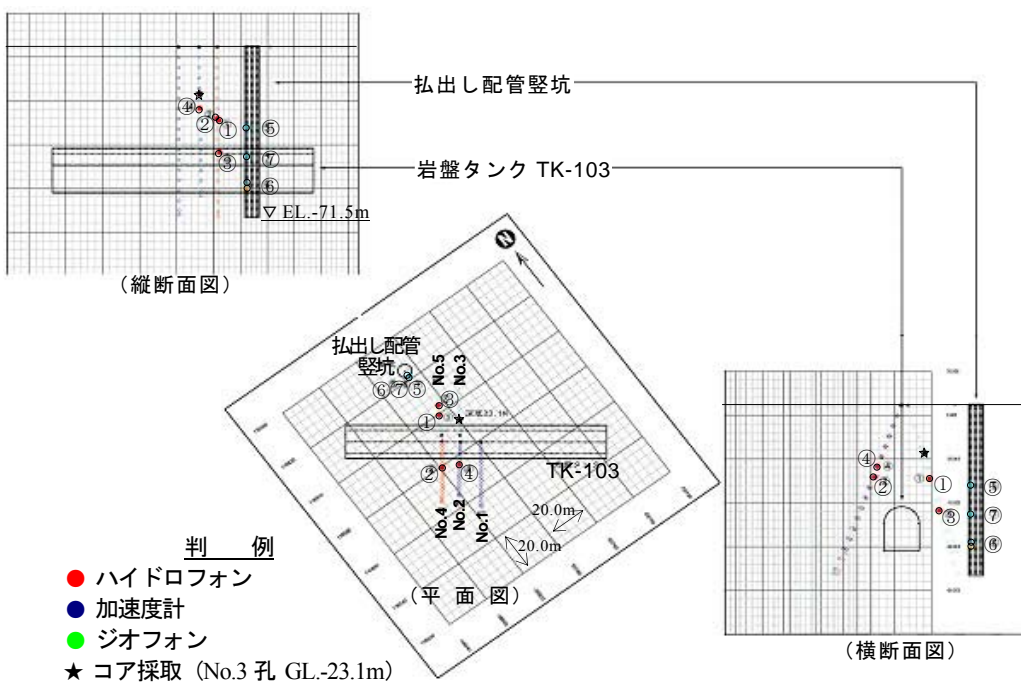 払出し配管竪坑
岩盤タンク TK-103
④
②
①
⑤
③
⑦
⑥
▽ EL.-71.5m
（縦断面図）
N
払出し配管
竪坑
No.5
No.3
⑥⑦⑤
③
①
②
④
TK-103
No.4
No.2
No.1
20.0m
20.0m
（平 面 図）
④
②
①
⑤
③
⑦
⑥
（横断面図）
判 例
ハイドロフォン
加速度計
ジオフォン
★ コア採取（No.3 孔 GL.-23.1m）